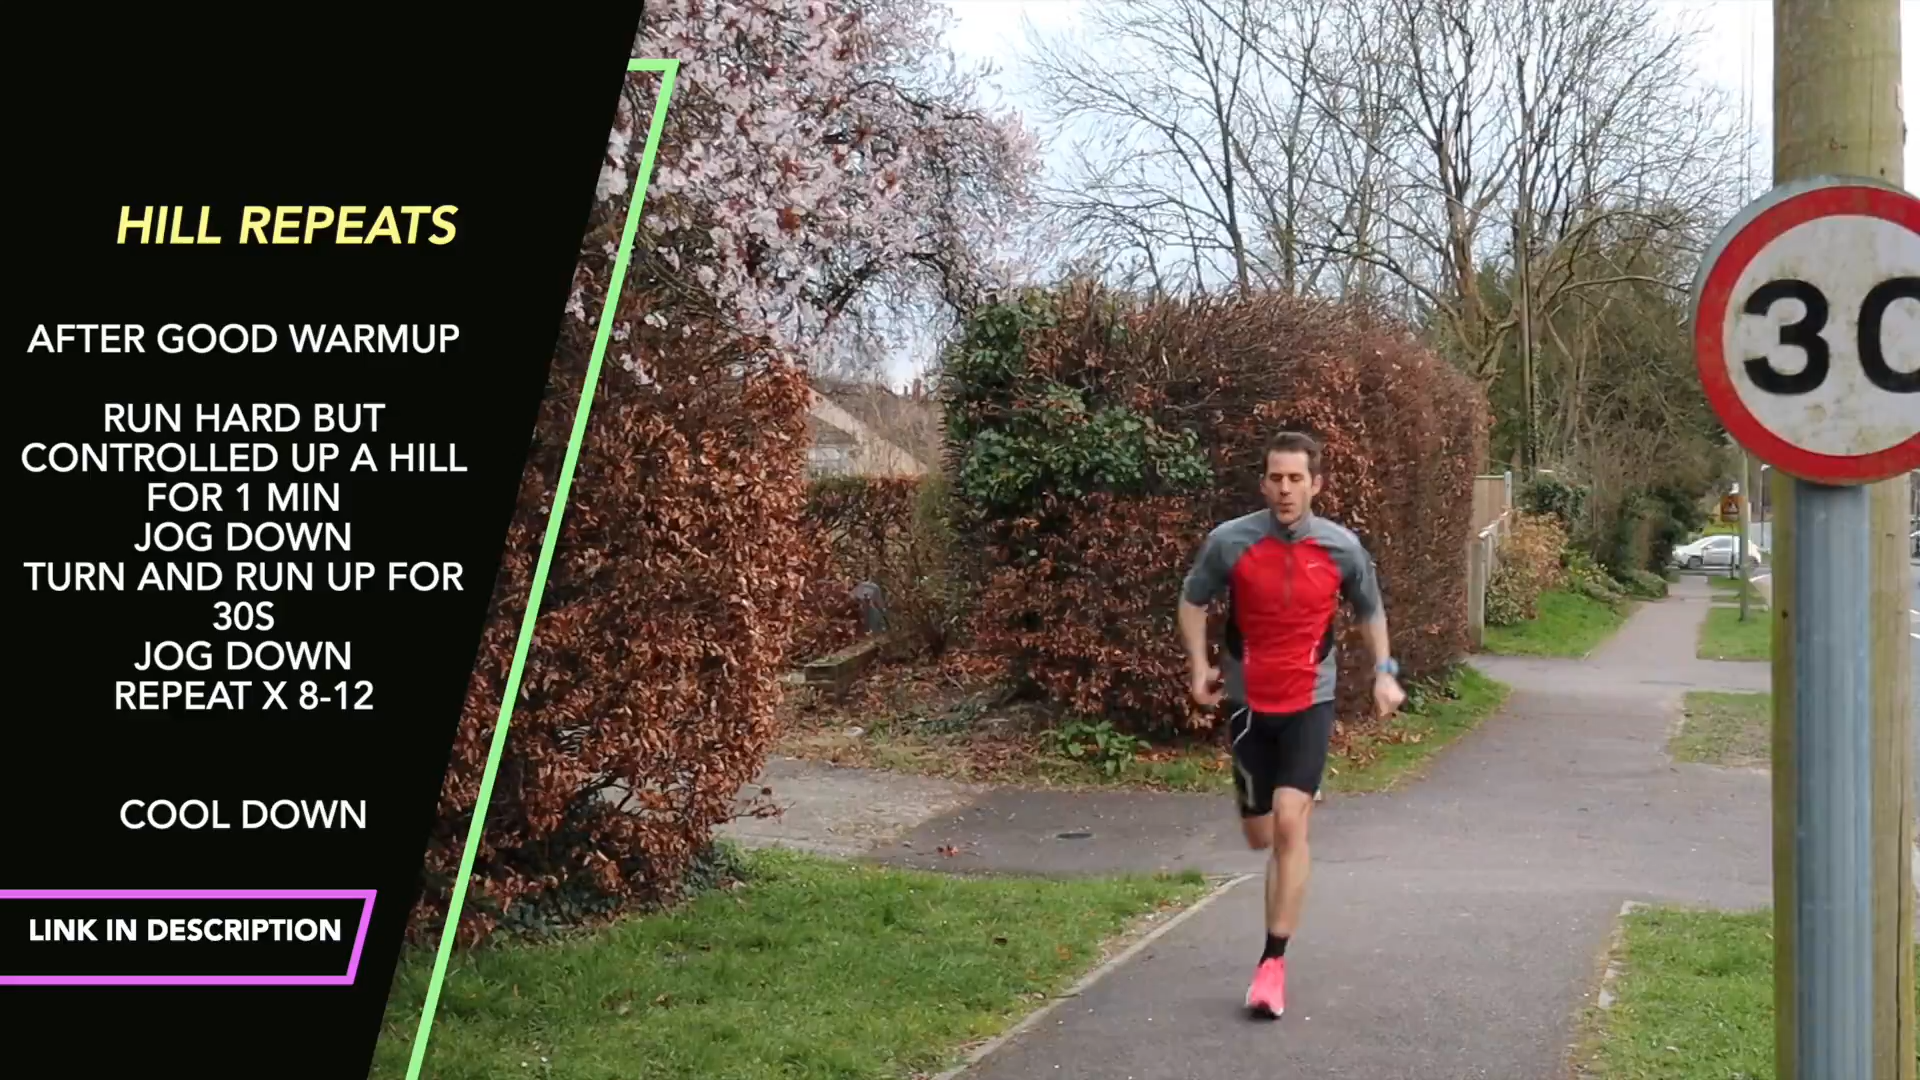 HILL REPEATS
AFTER GOOD WARMUP
RUN HARD BUT
CONTROLLED UP A HILL
FOR 1 MIN
JOG DOWN
TURN AND RUN UP FOR
30S
JOG DOWN
REPEAT X 8-12
COOL DOWN
LINK IN DESCRIPTION
30